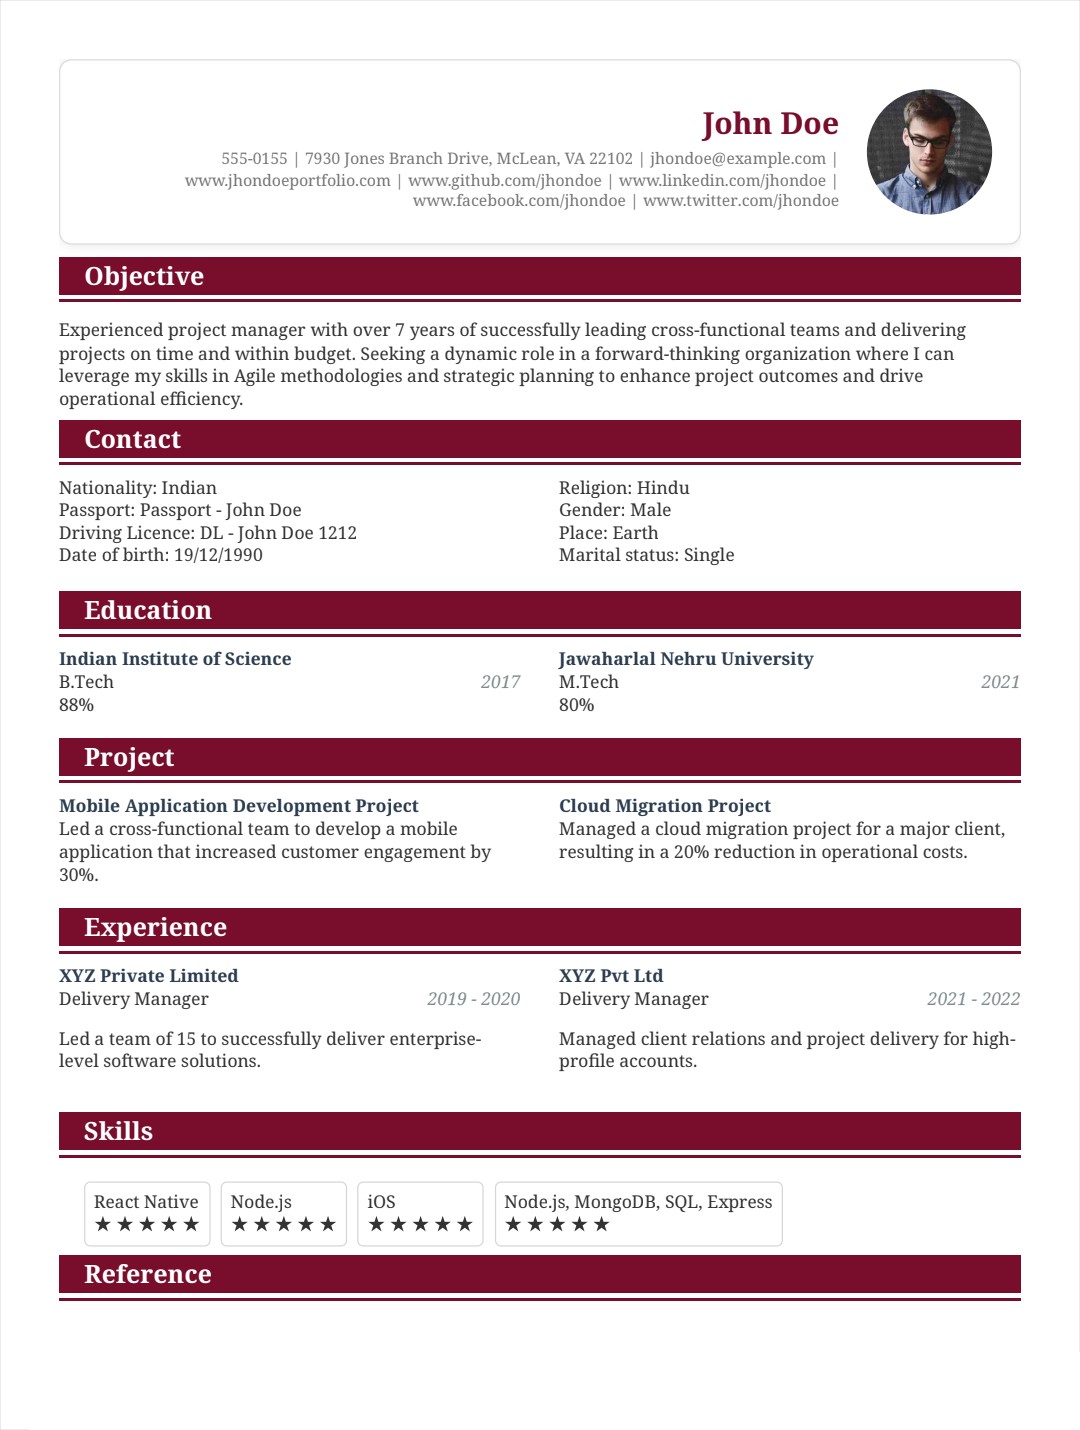 John Doe
555-0155 | 7930 Jones Branch Drive, McLean, VA 22102 | jhondoe@example.com |
www.jhondoeportfolio.com | www.github.com/jhondoe | www.linkedin.com/jhondoe |
www.facebook.com/jhondoe | www.twitter.com/jhondoe
Objective
Experienced project manager with over 7 years of successfully leading cross-functional teams and delivering
projects on time and within budget. Seeking a dynamic role in a forward-thinking organization where I can
leverage my skills in Agile methodologies and strategic planning to enhance project outcomes and drive
operational efficiency.
Contact
Nationality: Indian
Passport: Passport - John Doe
Driving Licence: DL - John Doe 1212
Date of birth: 19/12/1990
Religion: Hindu
Gender: Male
Place: Earth
Marital status: Single
Education
Indian Institute of Science
B.Tech 2017
88%
Jawaharlal Nehru University
M.Tech 2021
80%
Project
Mobile Application Development Project
Led a cross-functional team to develop a mobile
application that increased customer engagement by
30%.
Cloud Migration Project
Managed a cloud migration project for a major client,
resulting in a 20% reduction in operational costs.
Experience
XYZ Private Limited
Delivery Manager 2019 - 2020
Led a team of 15 to successfully deliver enterprise-
level software solutions.
XYZ Pvt Ltd
Delivery Manager 2021 - 2022
Managed client relations and project delivery for high-
profile accounts.
Skills
React Native
★ ★ ★ ★ ★
Node.js
★ ★ ★ ★ ★
iOS
★ ★ ★ ★ ★
Node.js, MongoDB, SQL, Express
★ ★ ★ ★ ★
Reference